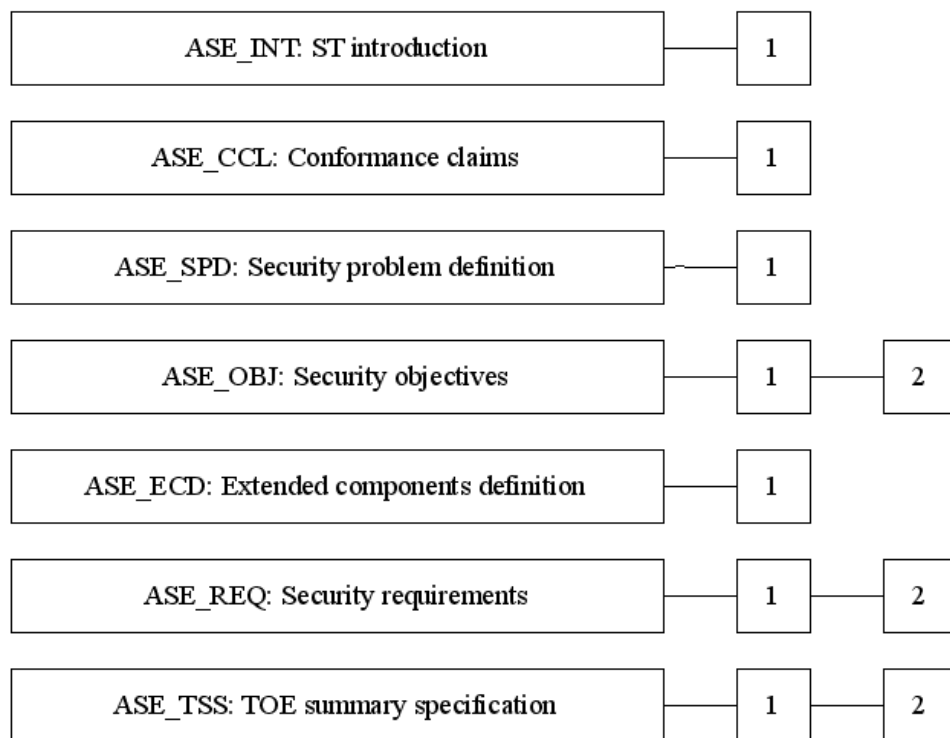 ASE_INT: ST introduction 1
ASE_CCL: Conformance claims 1
ASE_SPD: Security problem definition 1
ASE_OBJ: Security objectives 1 2
ASE_ECD: Extended components definition 1
ASE_REQ: Security requirements 1 2
ASE_TSS: TOE summary specification 1 2